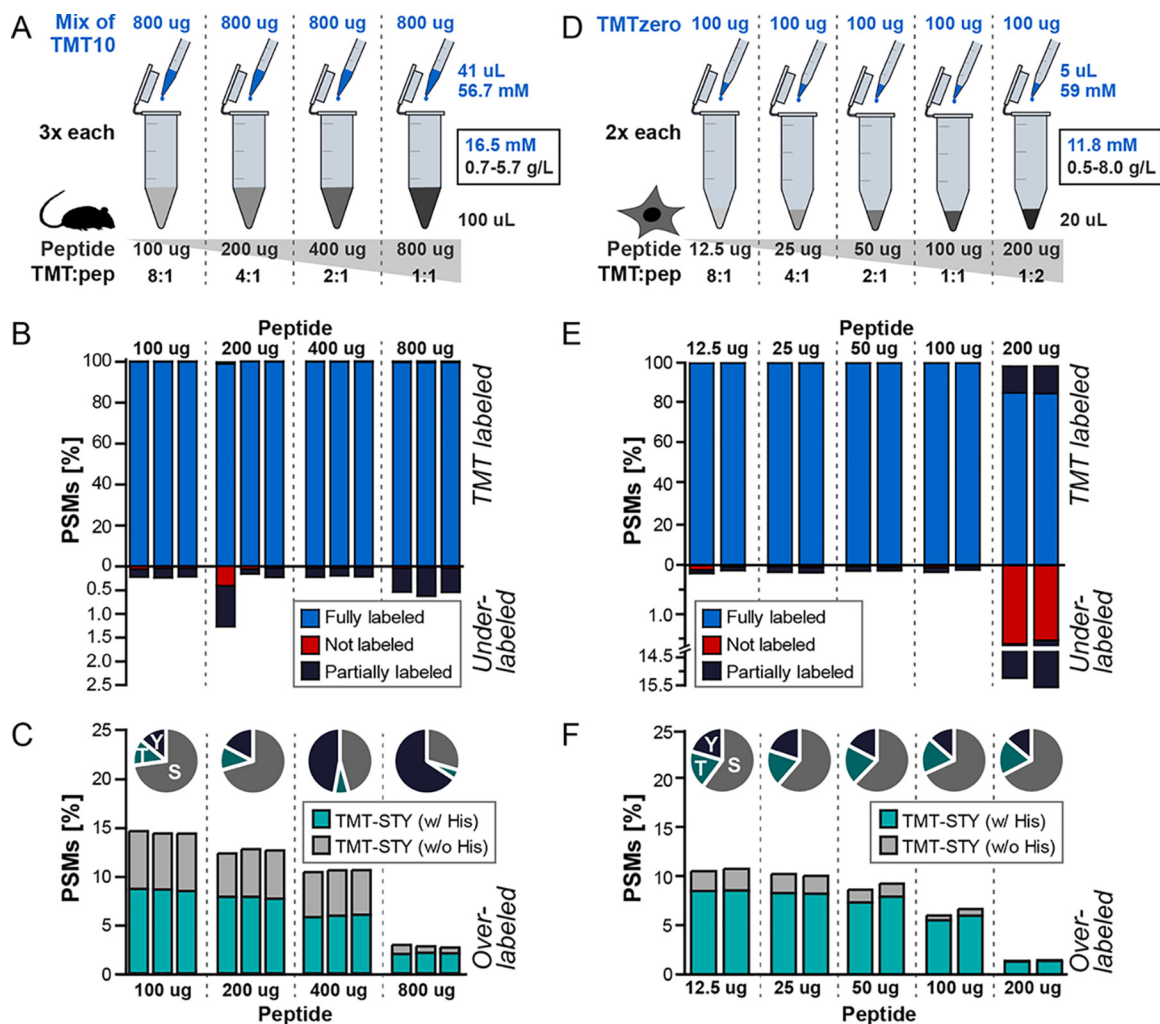 A
Mix of TMT10
800 ug 800 ug 800 ug 800 ug
41 uL
56.7 mM
3x each
16.5 mM
0.7-5.7 g/L
100 uL
Peptide 100 ug 200 ug 400 ug 800 ug
TMT:pep 8:1 4:1 2:1 1:1
D
TMTzero 100 ug 100 ug 100 ug 100 ug 100 ug
5 uL
59 mM
2x each
11.8 mM
0.5-8.0 g/L
20 uL
Peptide 12.5 ug 25 ug 50 ug 100 ug 200 ug
TMT:pep 8:1 4:1 2:1 1:1 1:2
B
Peptide
100 ug 200 ug 400 ug 800 ug
PSMs [%]
100
80
60
40
20
0
0.5
1.0
1.5
2.0
2.5
TMT labeled
Under-labeled
Fully labeled
Not labeled
Partially labeled
E
Peptide
12.5 ug 25 ug 50 ug 100 ug 200 ug
PSMs [%]
100
80
60
40
20
0
1.0
14.5
15.5
TMT labeled
Under-labeled
Fully labeled
Not labeled
Partially labeled
C
PSMs [%]
25
20
15
10
5
0
Y
T
S
TMT-STY (w/ His)
TMT-STY (w/o His)
Over-labeled
100 ug 200 ug 400 ug 800 ug
Peptide
F
PSMs [%]
25
20
15
10
5
0
Y
T
S
TMT-STY (w/ His)
TMT-STY (w/o His)
Over-labeled
12.5 ug 25 ug 50 ug 100 ug 200 ug
Peptide